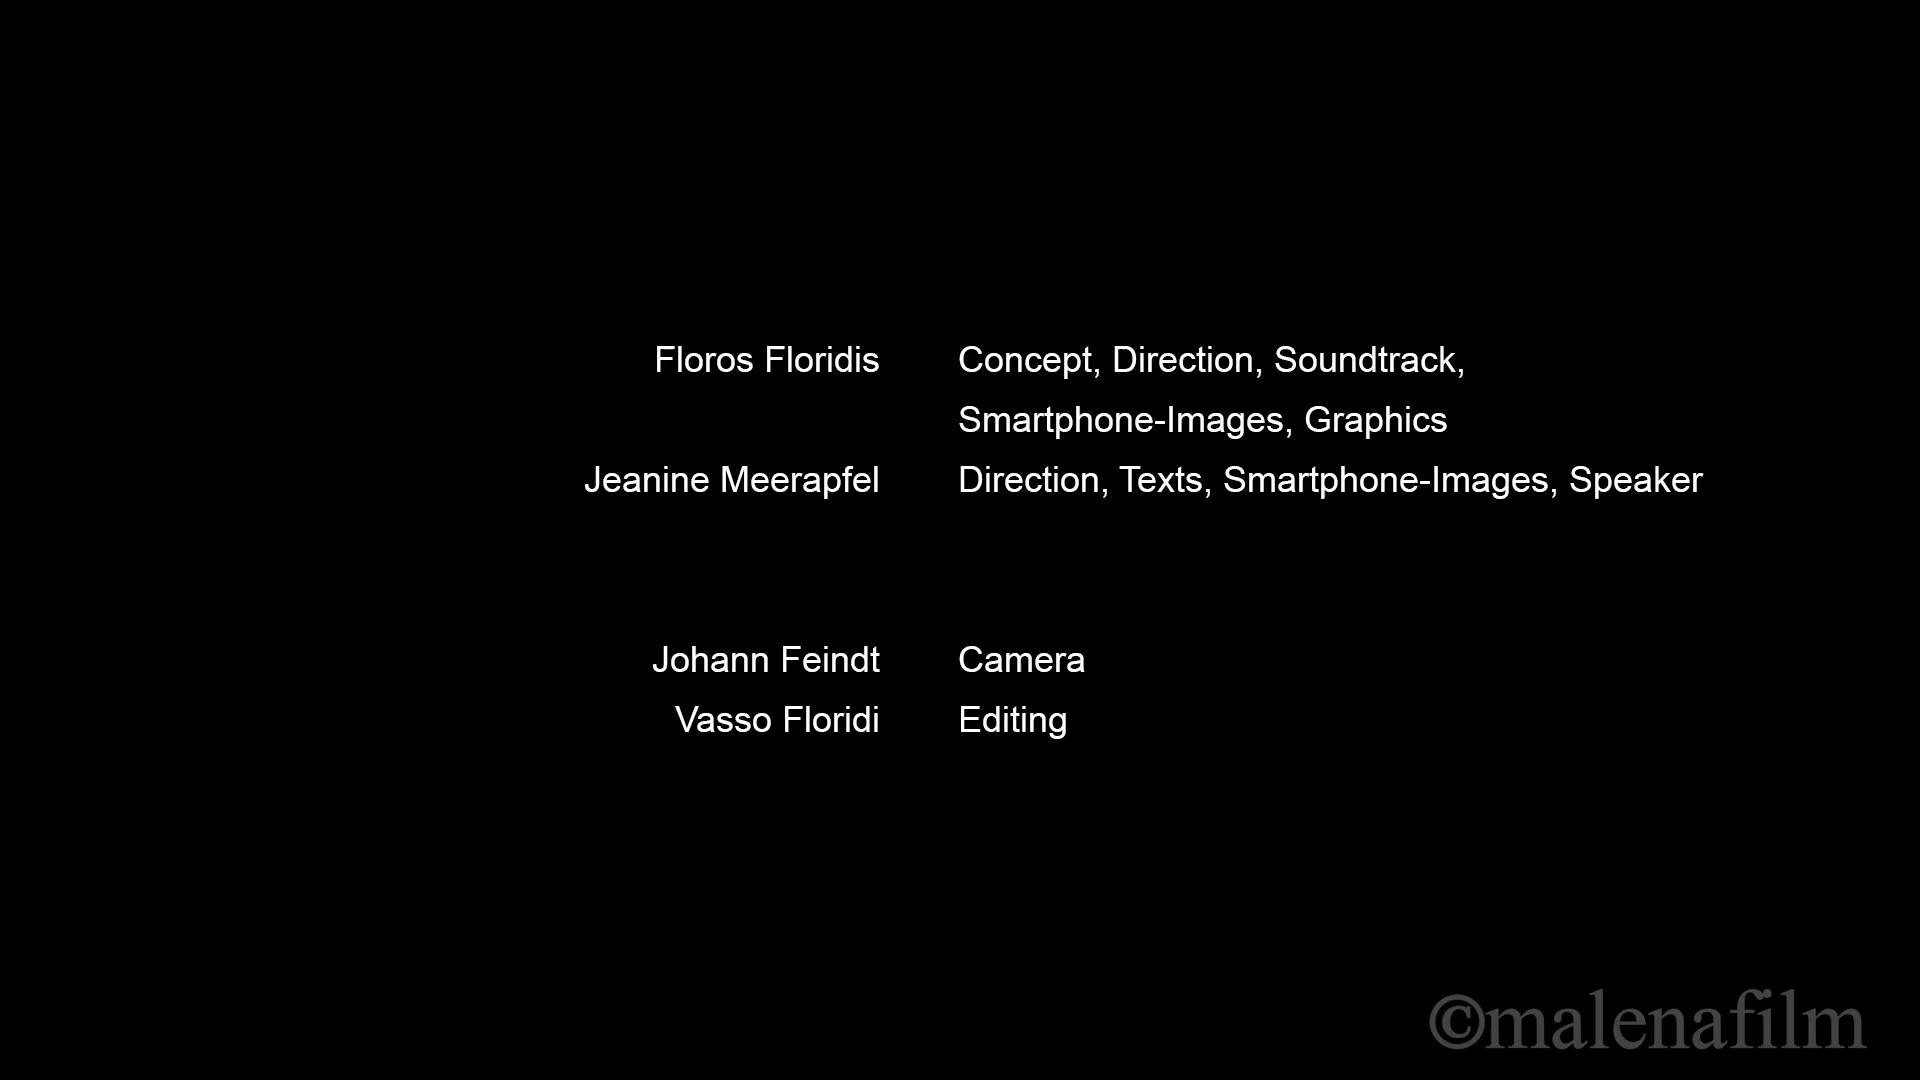 Floros Floridis Concept, Direction, Soundtrack,
Smartphone-Images, Graphics
Jeanine Meerapfel Direction, Texts, Smartphone-Images, Speaker
Johann Feindt Camera
Vasso Floridi Editing
©malenafilm